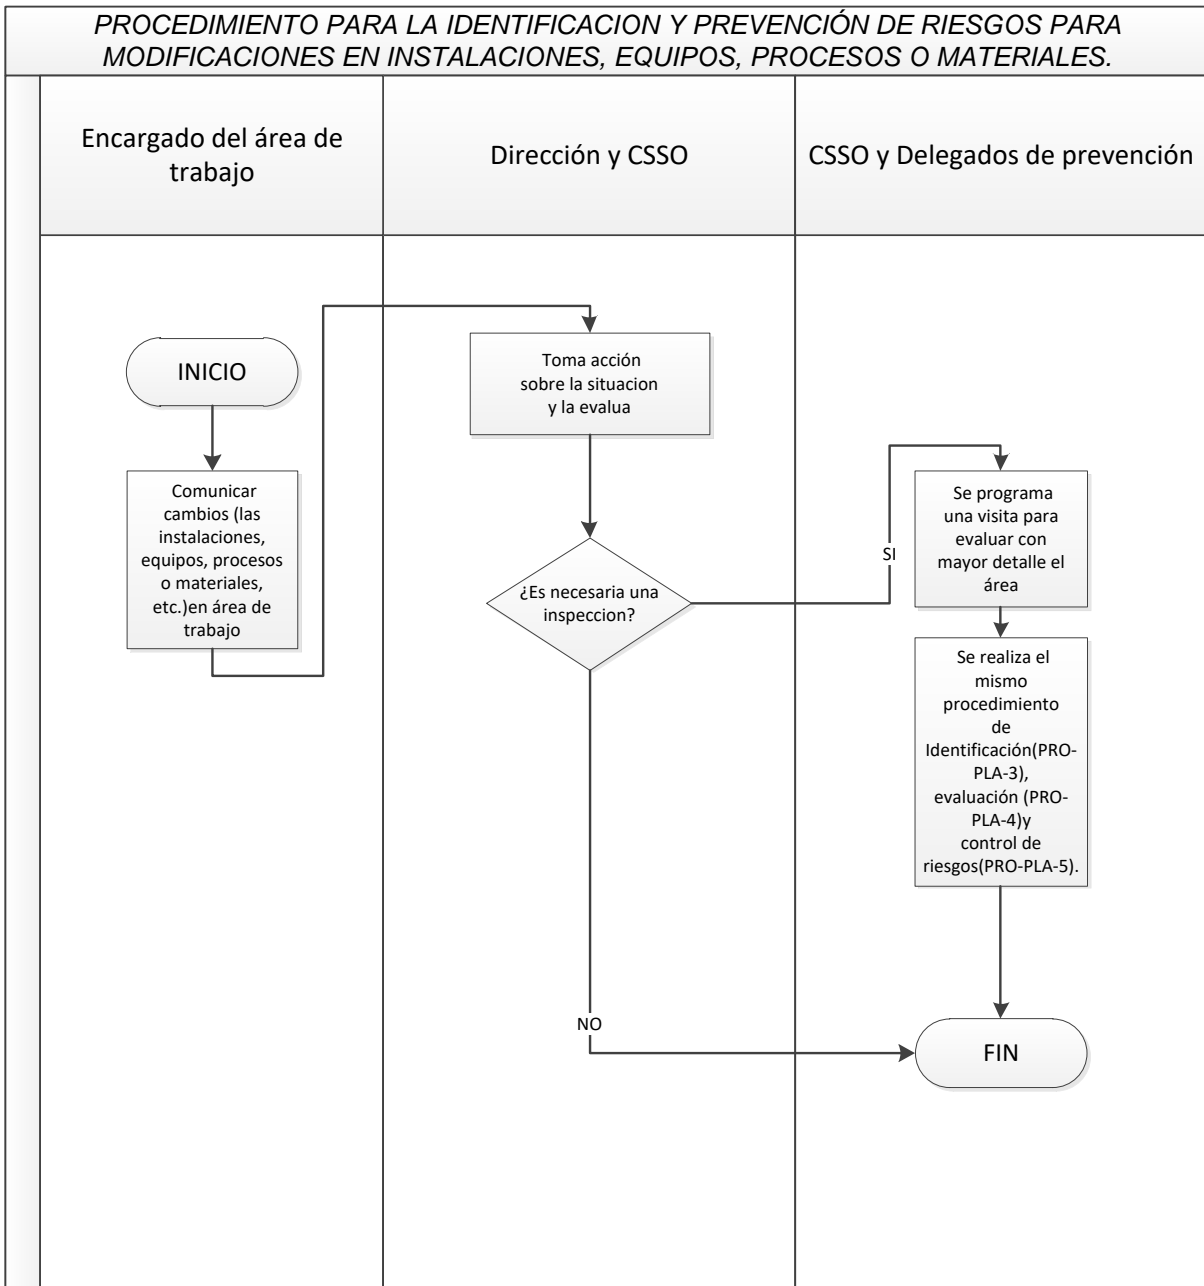 PROCEDIMIENTO PARA LA IDENTIFICACION Y PREVENCIÓN DE RIESGOS PARA
MODIFICACIONES EN INSTALACIONES, EQUIPOS, PROCESOS O MATERIALES.
Encargado del área de
trabajo
Dirección y CSSO
CSSO y Delegados de prevención
INICIO
Comunicar
cambios (las
instalaciones,
equipos, procesos
o materiales,
etc.)en área de
trabajo
Toma acción
sobre la situacion
y la evalua
¿Es necesaria una
inspeccion?
SI
NO
Se programa
una visita para
evaluar con
mayor detalle el
área
Se realiza el
mismo
procedimiento
de
Identificación(PRO-
PLA-3),
evaluación (PRO-
PLA-4)y
control de
riesgos(PRO-PLA-5).
FIN